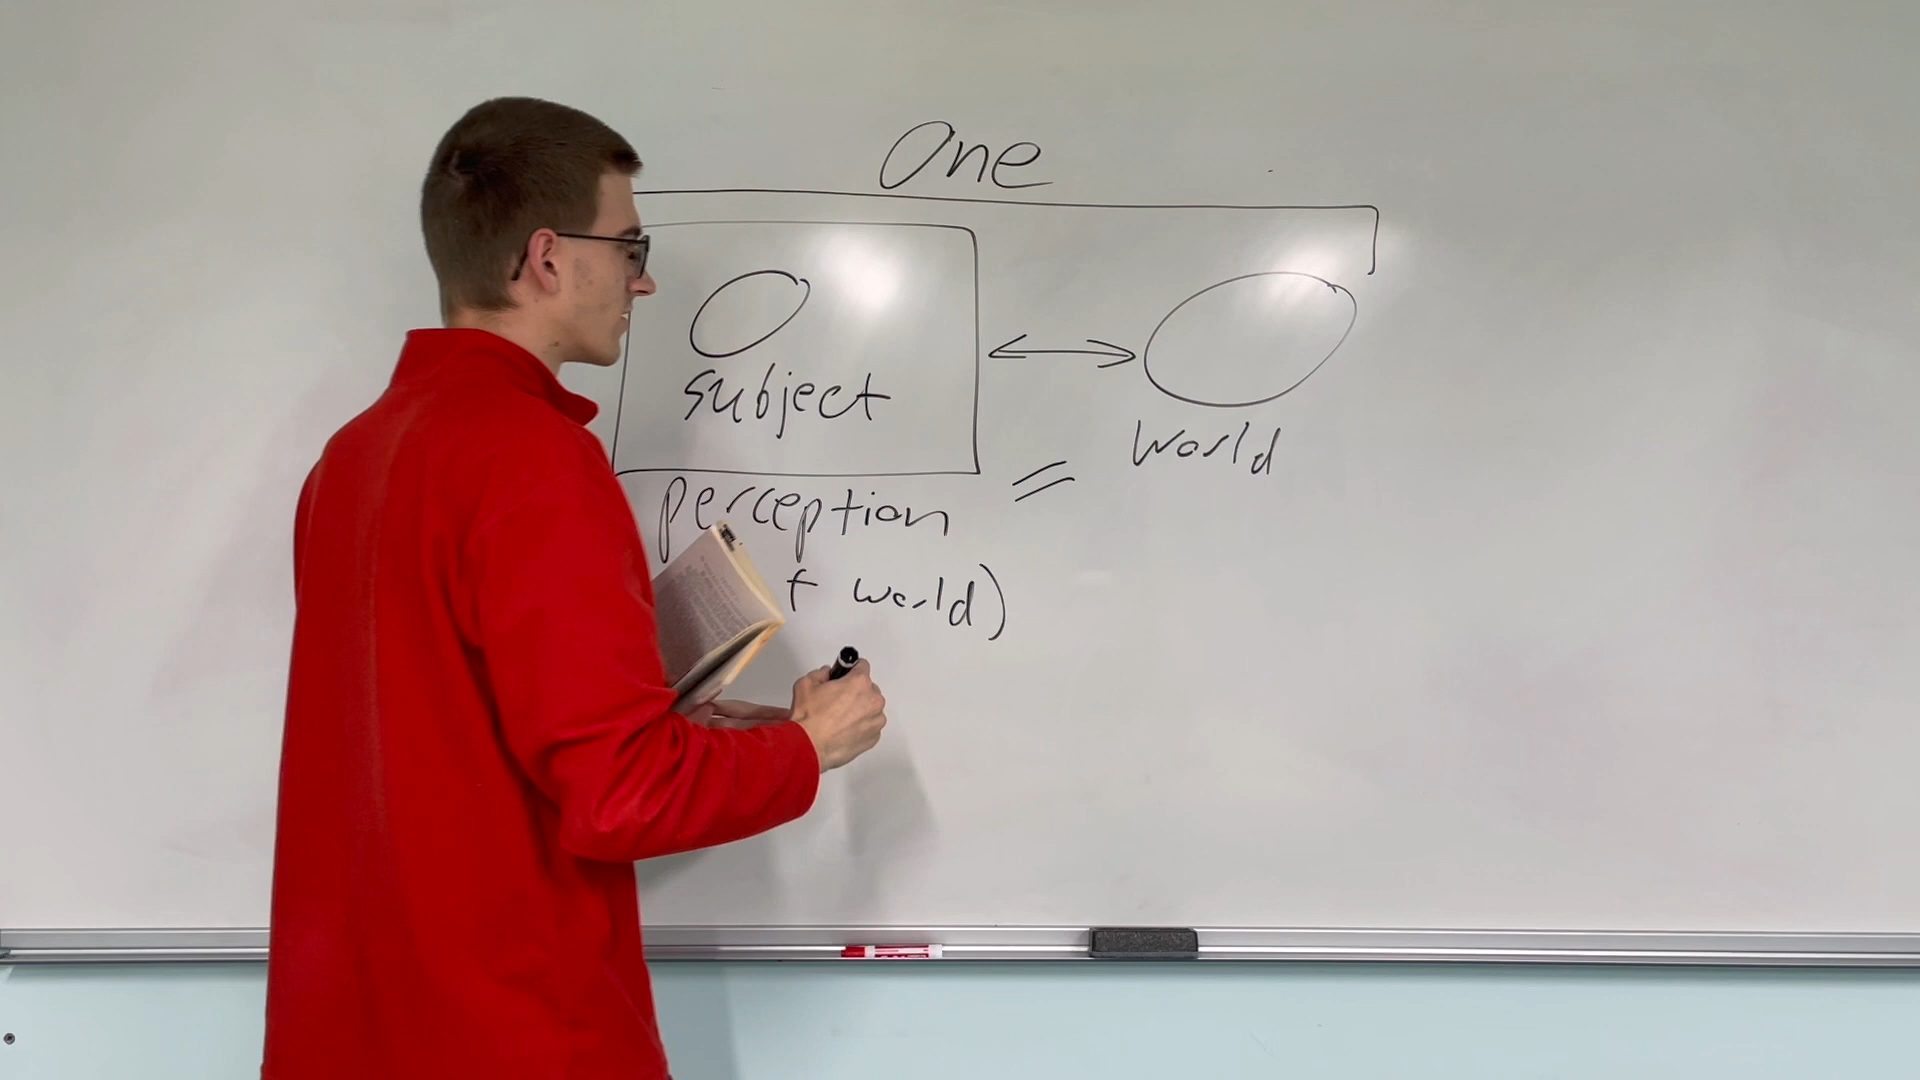 One
subject
World
perception =
world)